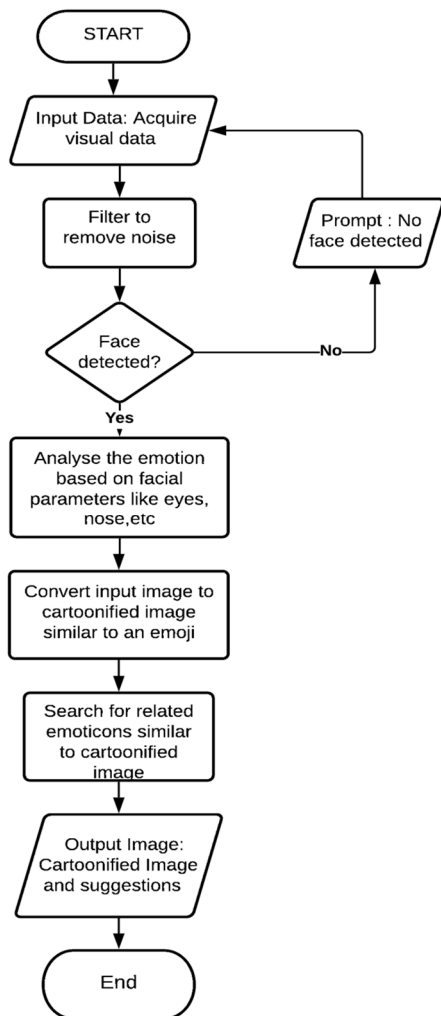 START
Input Data: Acquire
visual data
Filter to
remove noise
Prompt : No
face detected
Face
detected?
No
Yes
Analyse the emotion
based on facial
parameters like eyes,
nose,etc
Convert input image to
cartoonified image
similar to an emoji
Search for related
emoticons similar
to cartoonified
image
Output Image:
Cartoonified Image
and suggestions
End